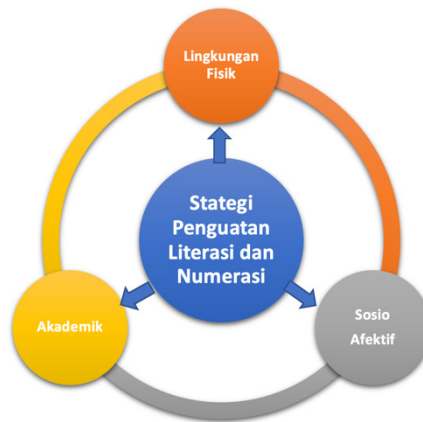 Lingkungan
Fisik
Stategi
Penguatan
Literasi dan
Numerasi
Akademik
Sosio
Afektif